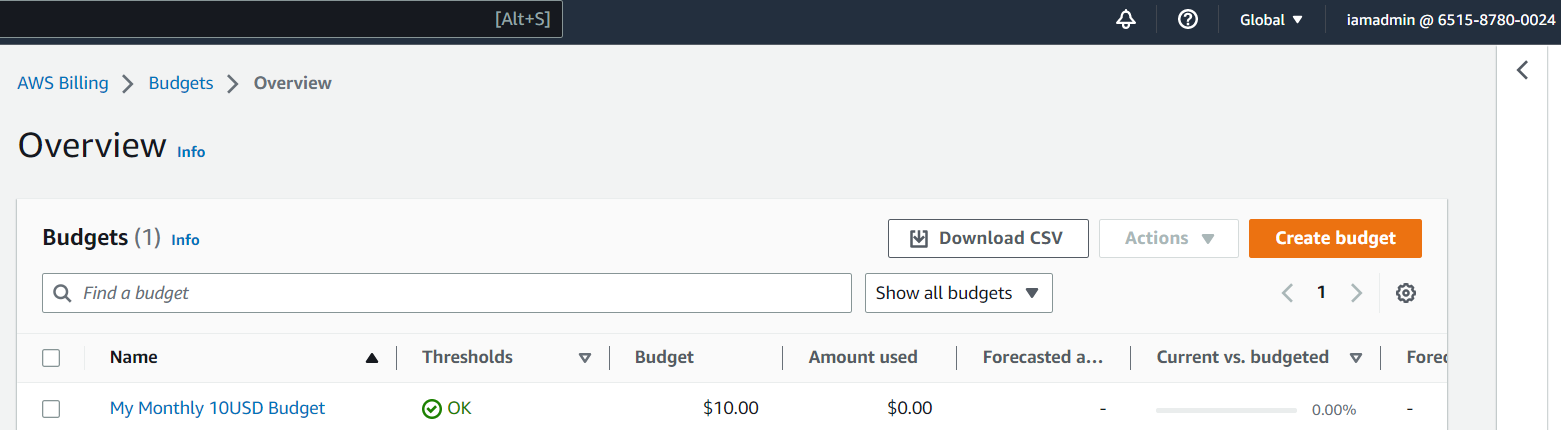 [Alt+S] Global iamadmin @ 6515-8780-0024
AWS Billing Budgets Overview
Overview Info
Budgets (1) Info Download CSV Actions Create budget
Find a budget Show all budgets 1
Name Thresholds Budget Amount used Forecasted a... Current vs. budgeted Forec
My Monthly 10USD Budget OK $10.00 $0.00 - 0.00% -